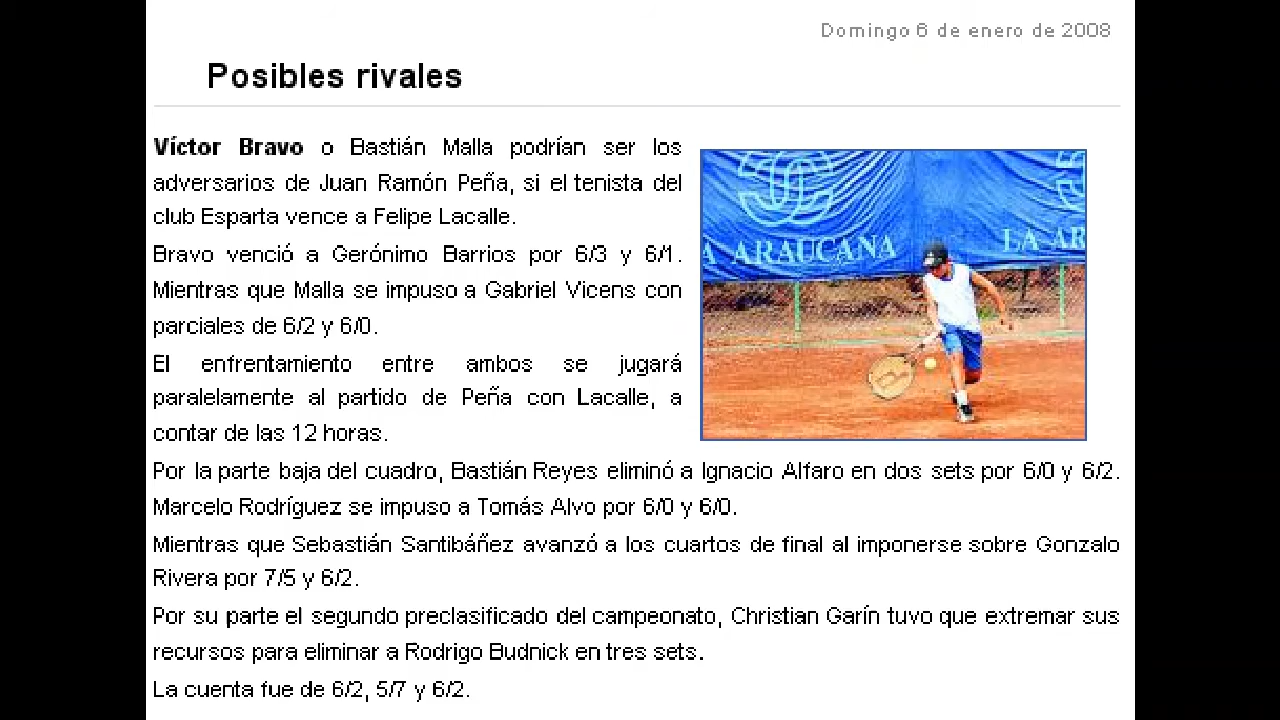 Domingo 6 de enero de 2008
Posibles rivales
Víctor Bravo o Bastián Malla podrían ser los
adversarios de Juan Ramón Peña, si el tenista del
club Esparta vence a Felipe Lacalle.
Bravo venció a Gerónimo Barrios por 6/3 y 6/1.
Mientras que Malla se impuso a Gabriel Vicens con
parciales de 6/2 y 6/0.
El enfrentamiento entre ambos se jugará
paralelamente al partido de Peña con Lacalle, a
contar de las 12 horas.
A ARAUCANA
LA AR
Por la parte baja del cuadro, Bastián Reyes eliminó a Ignacio Alfaro en dos sets por 6/0 y 6/2.
Marcelo Rodríguez se impuso a Tomás Alvo por 6/0 y 6/0.
Mientras que Sebastián Santibáñez avanzó a los cuartos de final al imponerse sobre Gonzalo
Rivera por 7/5 y 6/2.
Por su parte el segundo preclasificado del campeonato, Christian Garín tuvo que extremar sus
recursos para eliminar a Rodrigo Budnick en tres sets.
La cuenta fue de 6/2, 5/7 y 6/2.